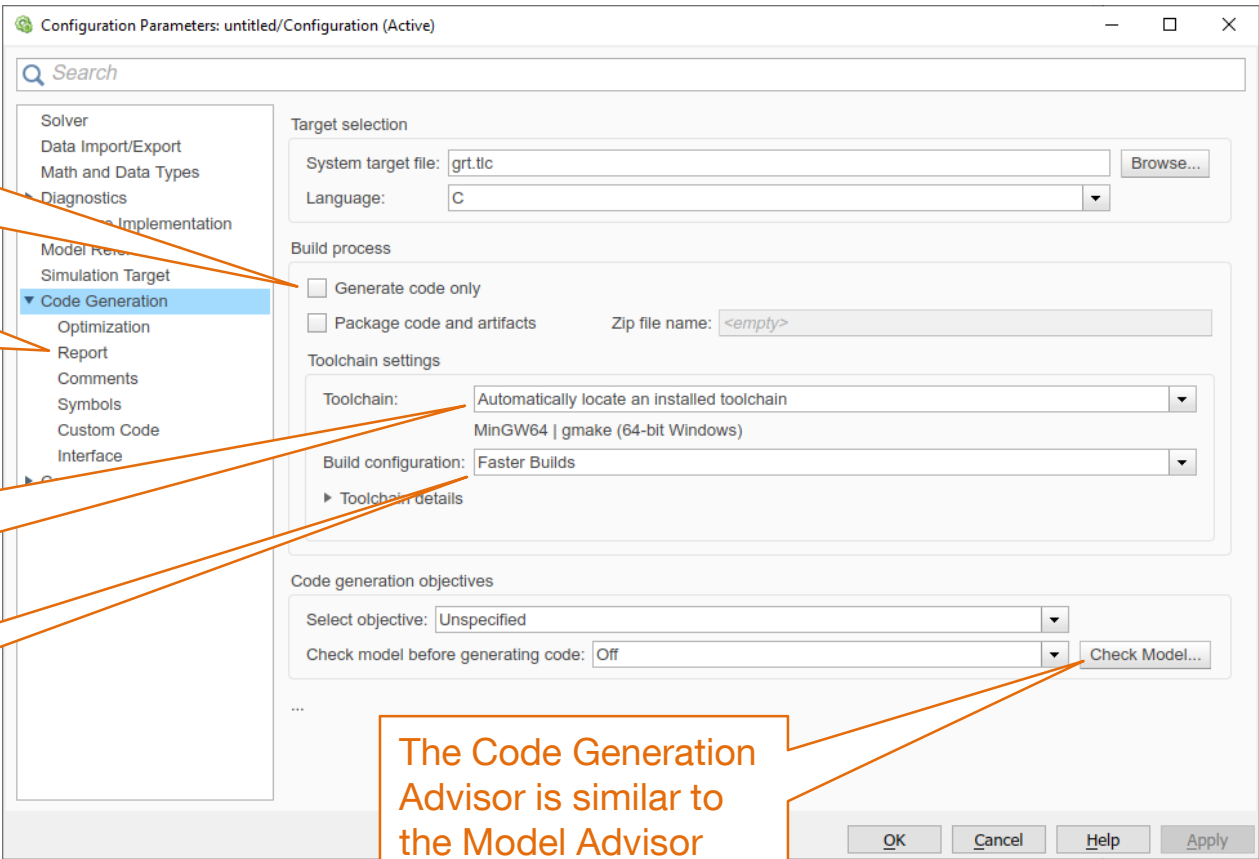 Configuration Parameters: untitled/Configuration (Active)
Search
Solver
Data Import/Export
Math and Data Types
Diagnostics
Implementation
Model
Simulation Target
Code Generation
Optimization
Report
Comments
Symbols
Custom Code
Interface
Target selection
System target file: grt.tlc Browse...
Language: C
Build process
Generate code only
Package code and artifacts Zip file name: <empty>
Toolchain settings
Toolchain: Automatically locate an installed toolchain
MinGW64 | gmake (64-bit Windows)
Build configuration: Faster Builds
Toolchain details
Code generation objectives
Select objective: Unspecified
Check model before generating code: Off Check Model...
...
The Code Generation
Advisor is similar to
the Model Advisor
OK Cancel Help Apply